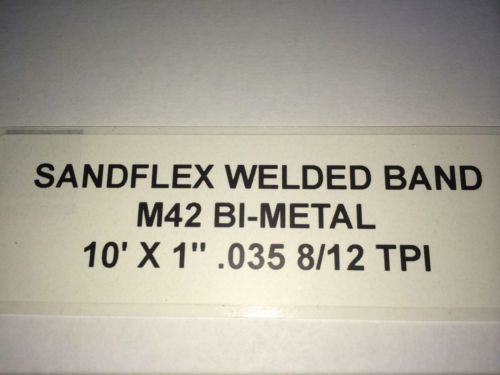 SANDFLEX WELDED BAND
M42 BI-METAL
10' X 1" .035 8/12 TPI